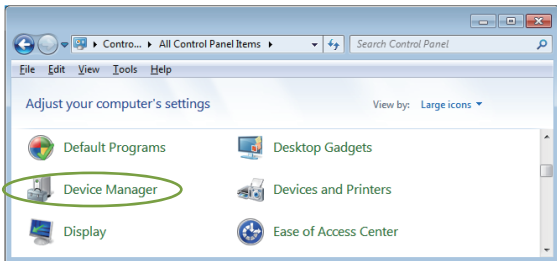 Contro... All Control Panel Items Search Control Panel
File Edit View Tools Help
Adjust your computer's settings View by: Large icons
Default Programs Desktop Gadgets
Device Manager Devices and Printers
Display Ease of Access Center